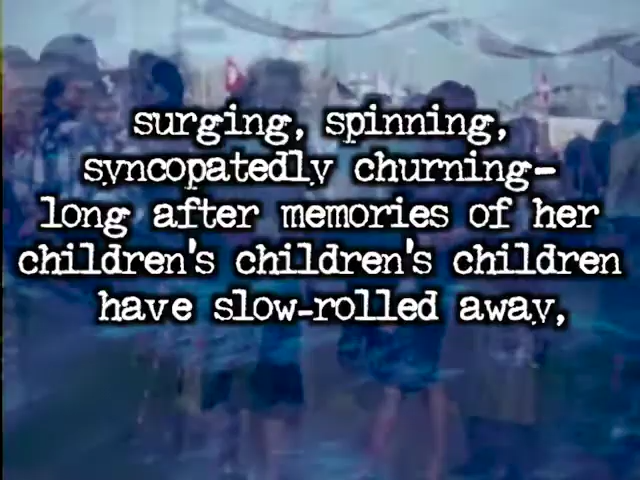 surging, spinning,
syncopatedly churning-
long after memories of her
children's children's children
have slow-rolled away,